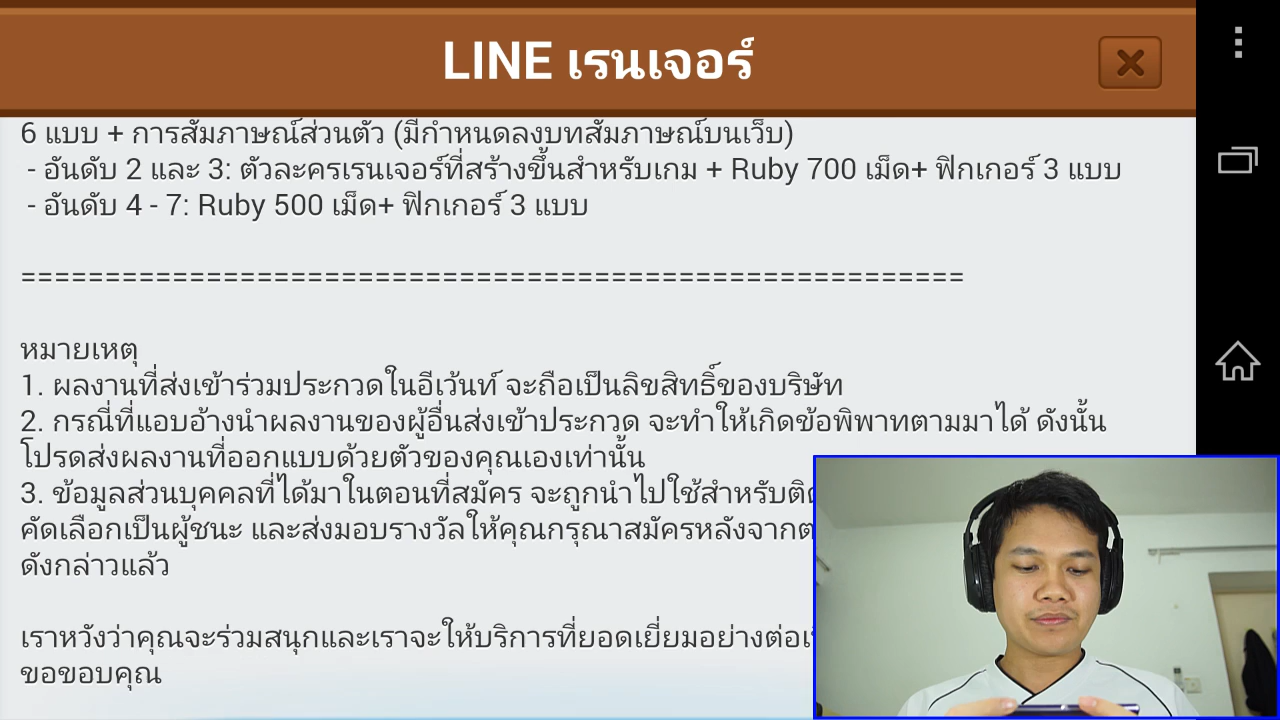 LINE เรนเจอร์
6 แบบ + การสัมภาษณ์ส่วนตัว (มีกำหนดลงบทสัมภาษณ์บนเว็บ)
- อันดับ 2 และ 3: ตัวละครเรนเจอร์ที่สร้างขึ้นสำหรับเกม + Ruby 700 เม็ด+ ฟิกเกอร์ 3 แบบ
- อันดับ 4 - 7: Ruby 500 เม็ด+ ฟิกเกอร์ 3 แบบ
========================================================
หมายเหตุ
1. ผลงานที่ส่งเข้าร่วมประกวดในอีเว้นท์ จะถือเป็นลิขสิทธิ์ของบริษัท
2. กรณี่ที่แอบอ้างนำผลงานของผู้อื่นส่งเข้าประกวด จะทำให้เกิดข้อพิพาทตามมาได้ ดังนั้น
โปรดส่งผลงานที่ออกแบบด้วยตัวของคุณเองเท่านั้น
3. ข้อมูลส่วนบุคคลที่ได้มาในตอนที่สมัคร จะถูกนำไปใช้สำหรับ
คัดเลือกเป็นผู้ชนะ และส่งมอบรางวัลให้คุณกรุณาสมัครหลังจาก
ดังกล่าวแล้ว
เราหวังว่าคุณจะร่วมสนุกและเราจะให้บริการที่ยอดเยี่ยมอย่าง
ขอขอบคุณ